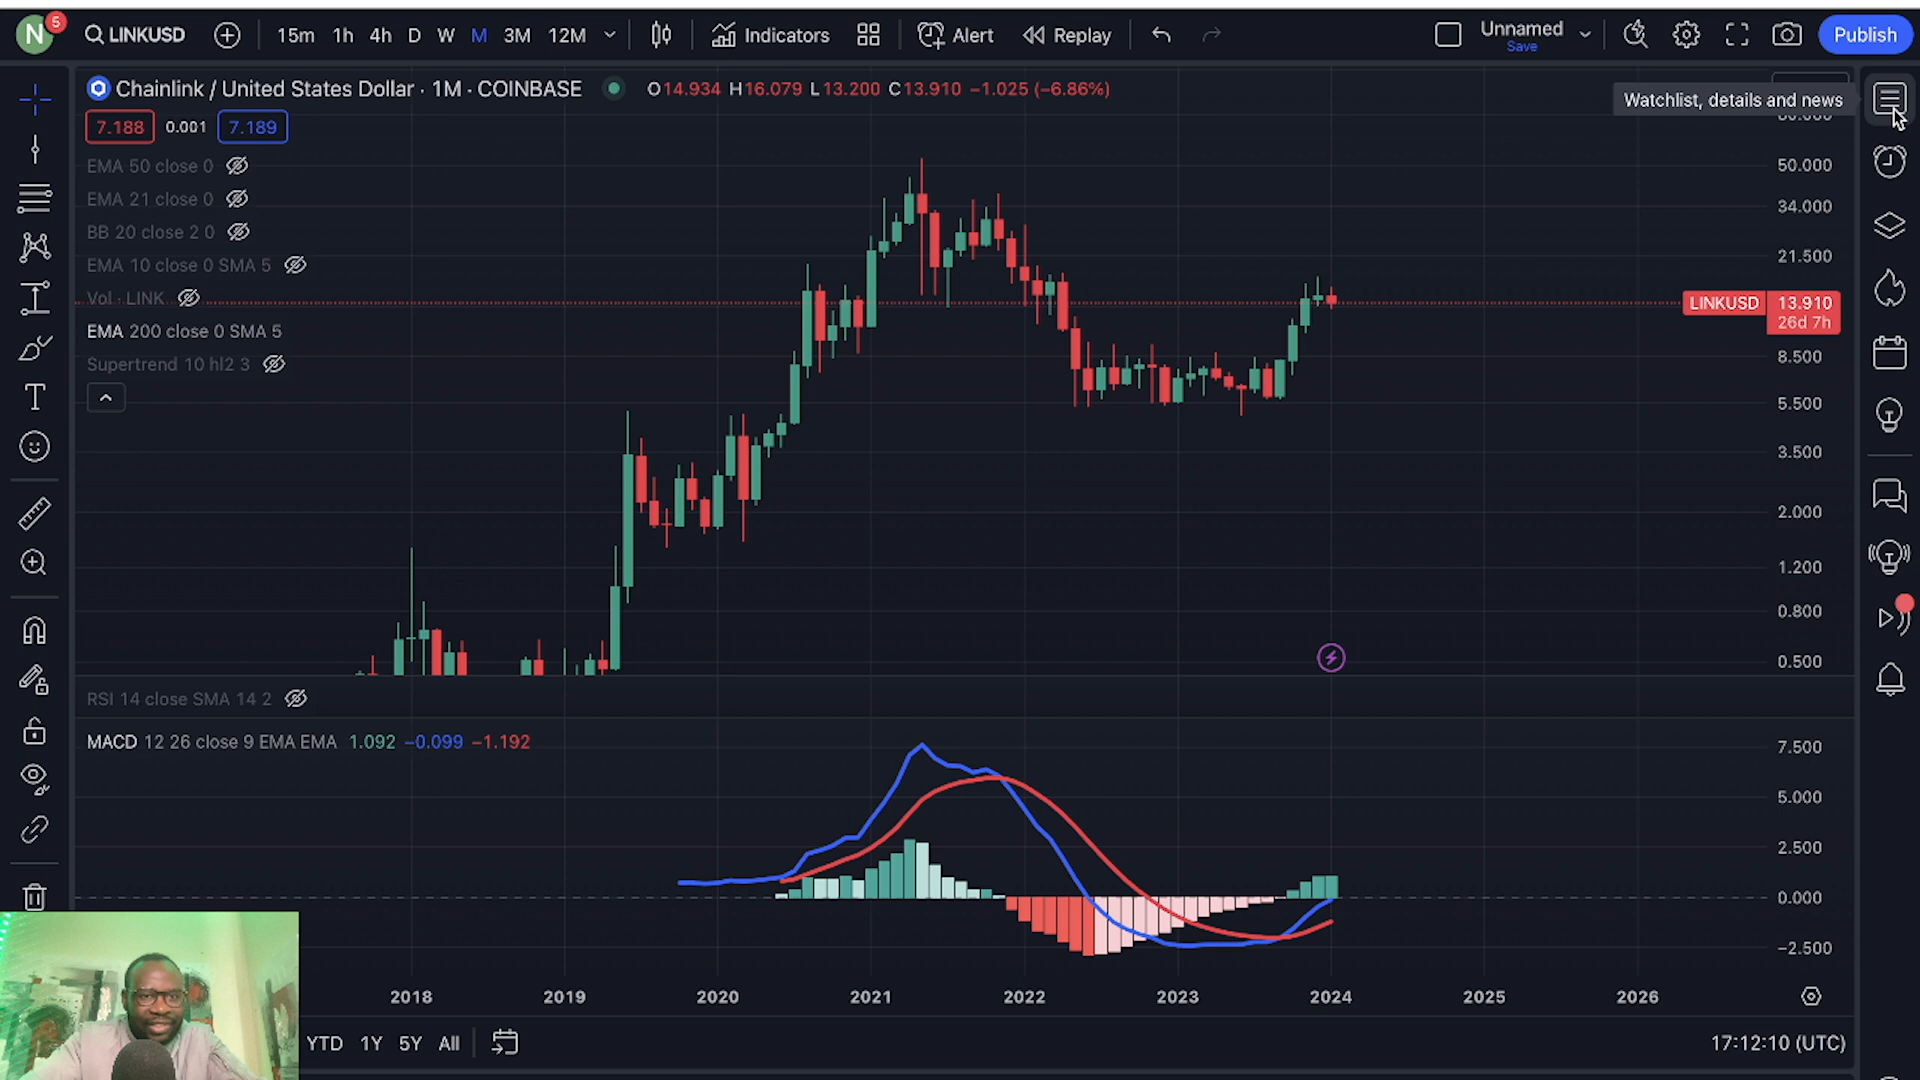 N 5 LINKUSD 15m 1h 4h D W M 3M 12M Indicators Alert Replay Unnamed Save Publish
Chainlink / United States Dollar · 1M · COINBASE O14.934 H16.079 L13.200 C13.910 −1.025 (−6.86%)
Watchlist, details and news
7.188 0.001 7.189
EMA 50 close 0
EMA 21 close 0
BB 20 close 2 0
EMA 10 close 0 SMA 5
Vol · LINK
EMA 200 close 0 SMA 5
Supertrend 10 hl2 3
50.000
34.000
21.500
LINKUSD 13.910
26d 7h
8.500
5.500
3.500
2.000
1.200
0.800
0.500
RSI 14 close SMA 14 2
MACD 12 26 close 9 EMA EMA 1.092 −0.099 −1.192
7.500
5.000
2.500
0.000
−2.500
2018 2019 2020 2021 2022 2023 2024 2025 2026
YTD 1Y 5Y All 17:12:10 (UTC)